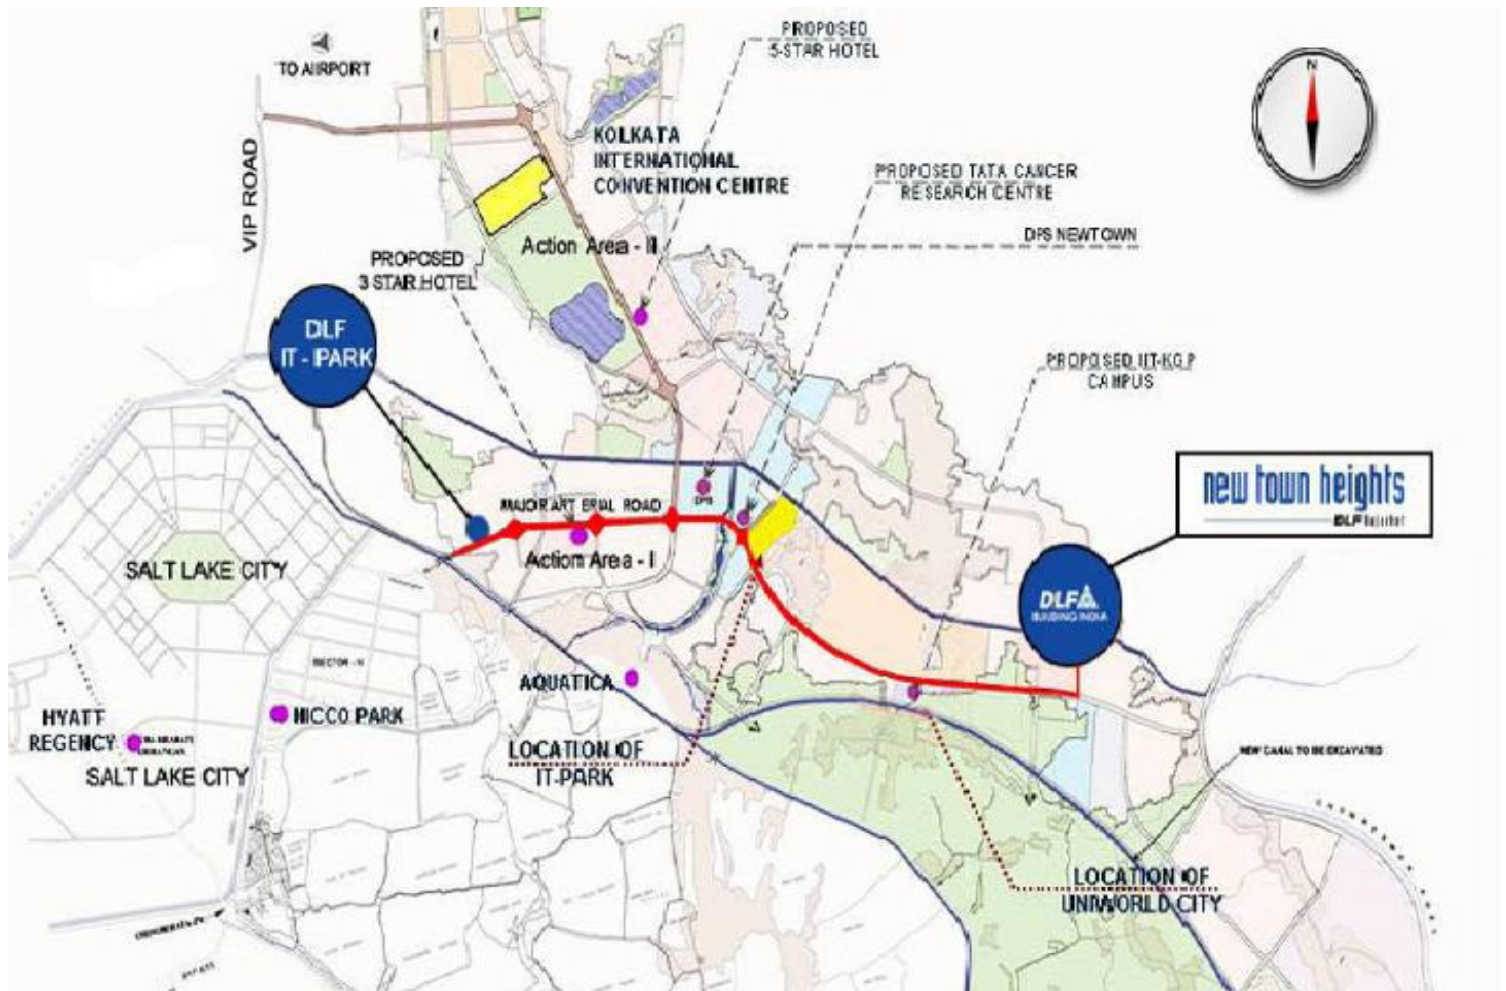 PROPOSED
5-STAR HOTEL
TO AIRPORT
N
KOLKATA
INTERNATIONAL
CONVENTION CENTRE
VIP ROAD
PROPOSED TATA CANCER
RESEARCH CENTRE
DPS NEWTOWN
Action Area - II
PROPOSED
3 STAR HOTEL
DLF
IT - PARK
PROPOSED IIT-KGP
CAMPUS
new town heights
DLF
DPS
MAJOR ARTERIAL ROAD
Action Area - I
SALT LAKE CITY
DLF
BUILDING INDIA
SECTOR - V
AQUATICA
NICCO PARK
HYATT
REGENCY
SALT LAKE CITY
LOCATION OF
IT-PARK
NEW CANAL TO BE EXCAVATED
LOCATION OF
UNIWORLD CITY